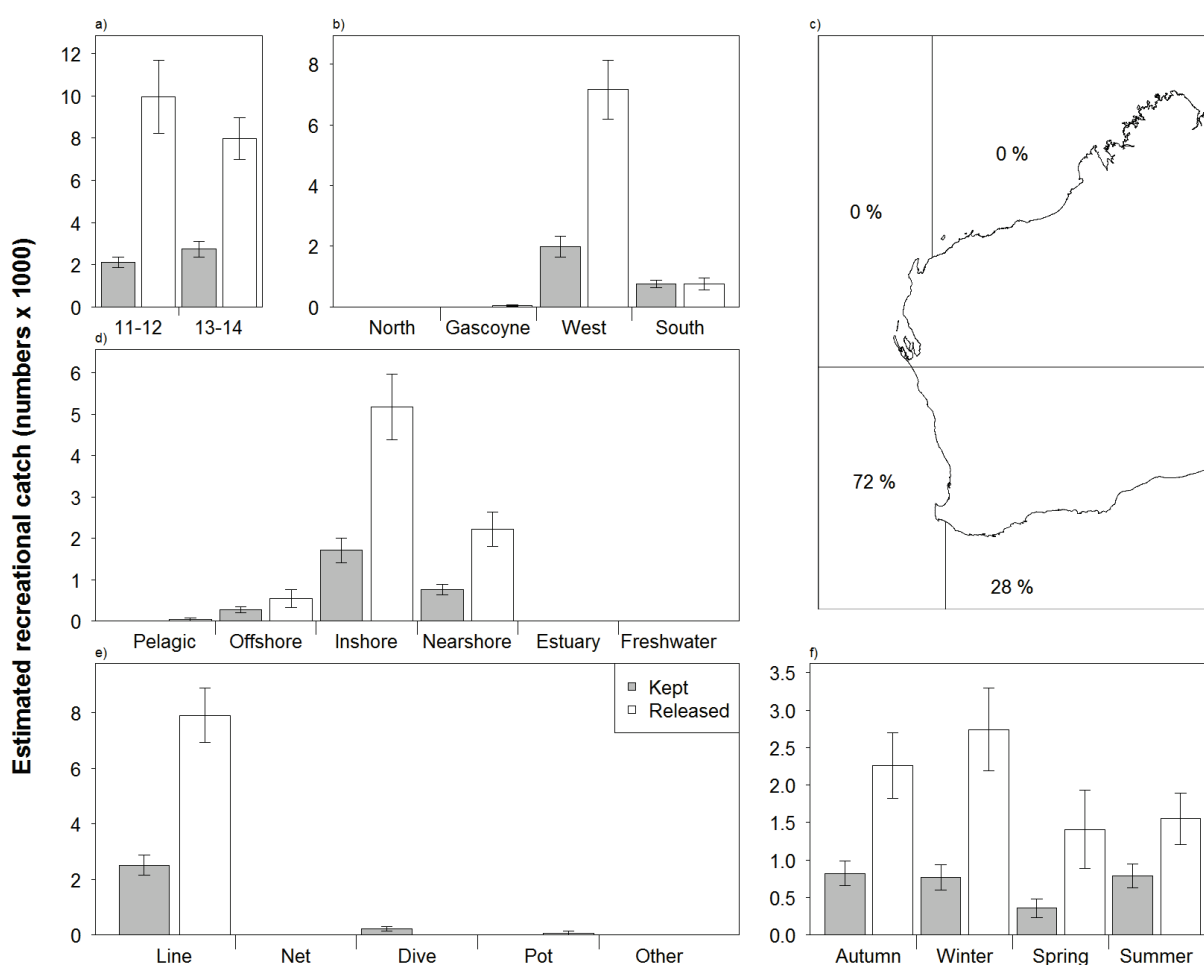 Estimated recreational catch (numbers x 1000)
a)
12
10
8
6
4
2
0
11-12 13-14
b)
8
6
4
2
0
North Gascoyne West South
c)
0 %
0 %
72 %
28 %
d)
6
5
4
3
2
1
0
Pelagic Offshore Inshore Nearshore Estuary Freshwater
e)
8
6
4
2
0
Kept
Released
Line Net Dive Pot Other
f)
3.5
3.0
2.5
2.0
1.5
1.0
0.5
0.0
Autumn Winter Spring Summer